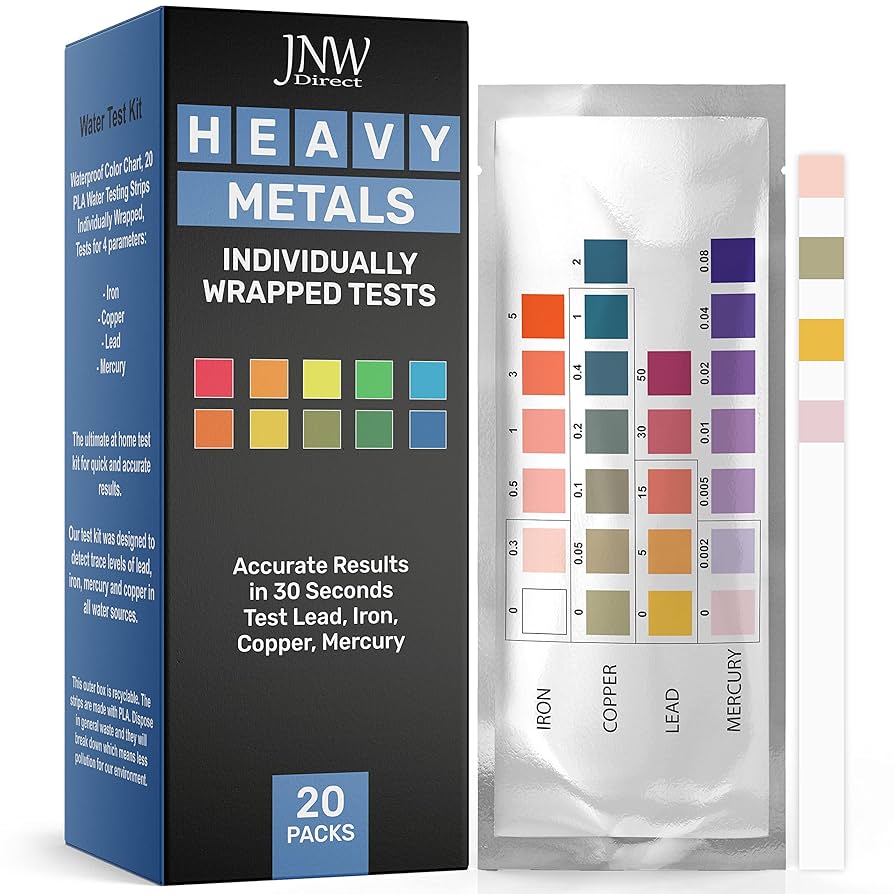 JNW
Direct
HEAVY
METALS
INDIVIDUALLY
WRAPPED TESTS
Accurate Results
in 30 Seconds
Test Lead, Iron,
Copper, Mercury
20
PACKS
Water Test Kit
Waterproof Color Chart, 20
PLA Water Testing Strips
Individually Wrapped,
Tests for 4 parameters:
- Iron
- Copper
- Lead
- Mercury
The ultimate at home test
kit for quick and accurate
results.
Our test kit was designed to
detect trace levels of lead,
iron, mercury and copper in
all water sources.
This outer box is recyclable. The
strips are made with PLA. Dispose
in general waste and they will
break down which means less
pollution for our environment.
IRON 0 0.3 0.5 1 3 5
COPPER 0 0.05 0.1 0.2 0.4 1 2
LEAD 0 5 15 30 50
MERCURY 0 0.002 0.005 0.01 0.02 0.04 0.08